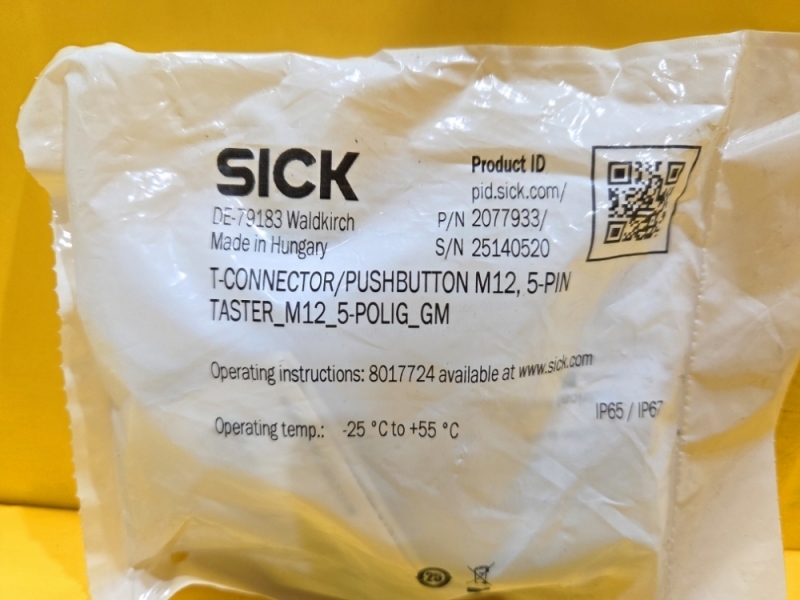 SICK
DE-79183 Waldkirch
Made in Hungary
Product ID
pid.sick.com/
P/N 2077933/
S/N 25140520
T-CONNECTOR/PUSHBUTTON M12, 5-PIN
TASTER_M12_5-POLIG_GM
Operating instructions: 8017724 available at www.sick.com
IP65 / IP67
Operating temp.: -25 °C to +55 °C